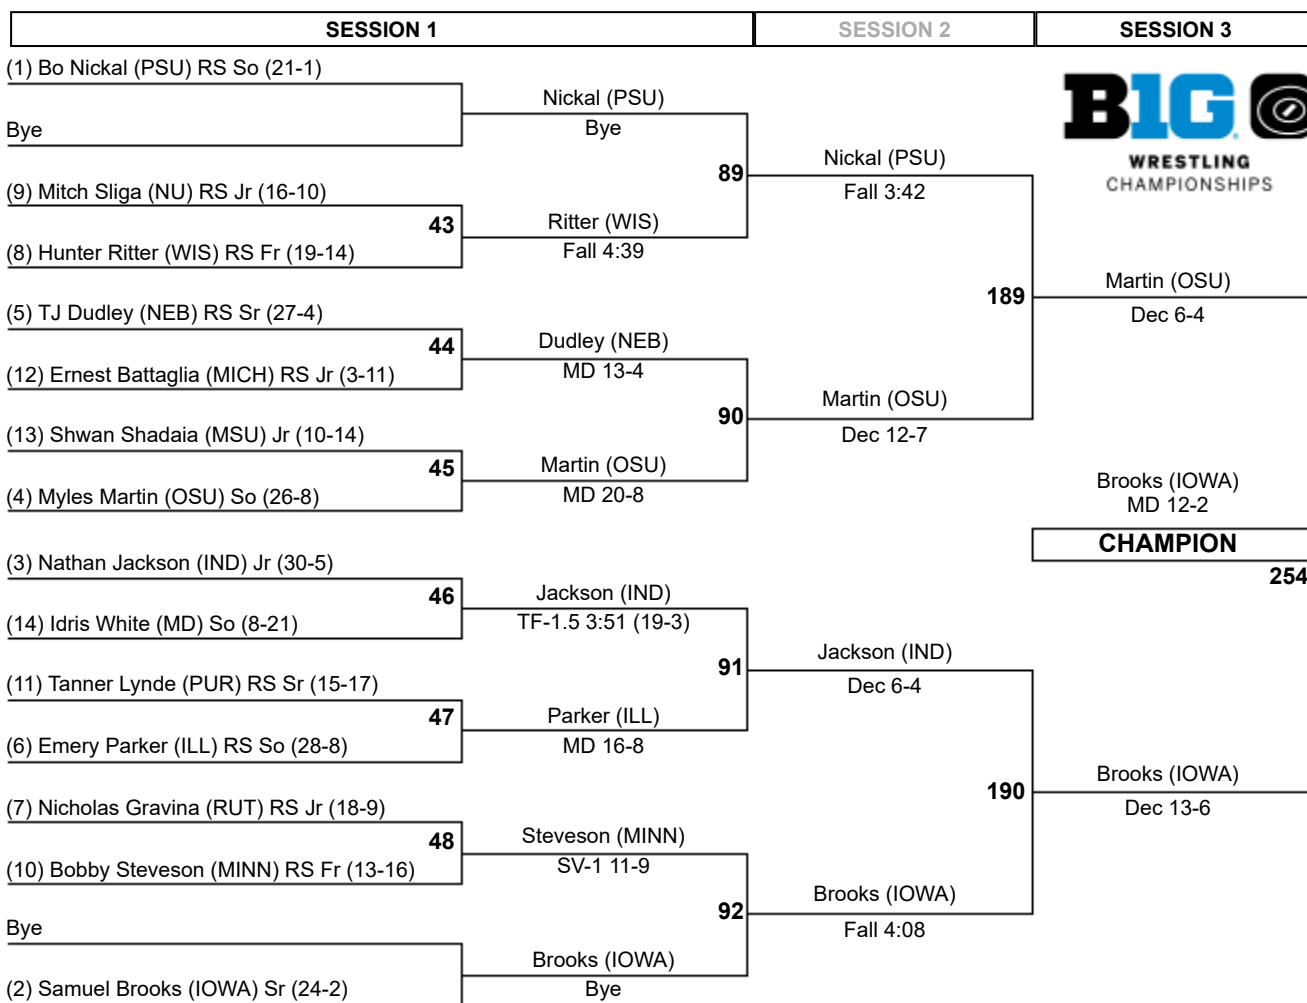 SESSION 1
SESSION 2
SESSION 3
(1) Bo Nickal (PSU) RS So (21-1)
Bye
Nickal (PSU)
Bye
(9) Mitch Sliga (NU) RS Jr (16-10)
(8) Hunter Ritter (WIS) RS Fr (19-14)
43
Ritter (WIS)
Fall 4:39
89
Nickal (PSU)
Fall 3:42
B1G
WRESTLING
CHAMPIONSHIPS
(5) TJ Dudley (NEB) RS Sr (27-4)
(12) Ernest Battaglia (MICH) RS Jr (3-11)
44
Dudley (NEB)
MD 13-4
(13) Shwan Shadaia (MSU) Jr (10-14)
(4) Myles Martin (OSU) So (26-8)
45
Martin (OSU)
MD 20-8
90
Martin (OSU)
Dec 12-7
189
Martin (OSU)
Dec 6-4
Brooks (IOWA)
MD 12-2
CHAMPION
254
(3) Nathan Jackson (IND) Jr (30-5)
(14) Idris White (MD) So (8-21)
46
Jackson (IND)
TF-1.5 3:51 (19-3)
(11) Tanner Lynde (PUR) RS Sr (15-17)
(6) Emery Parker (ILL) RS So (28-8)
47
Parker (ILL)
MD 16-8
91
Jackson (IND)
Dec 6-4
(7) Nicholas Gravina (RUT) RS Jr (18-9)
(10) Bobby Steveson (MINN) RS Fr (13-16)
48
Steveson (MINN)
SV-1 11-9
Bye
(2) Samuel Brooks (IOWA) Sr (24-2)
Brooks (IOWA)
Bye
92
Brooks (IOWA)
Fall 4:08
190
Brooks (IOWA)
Dec 13-6